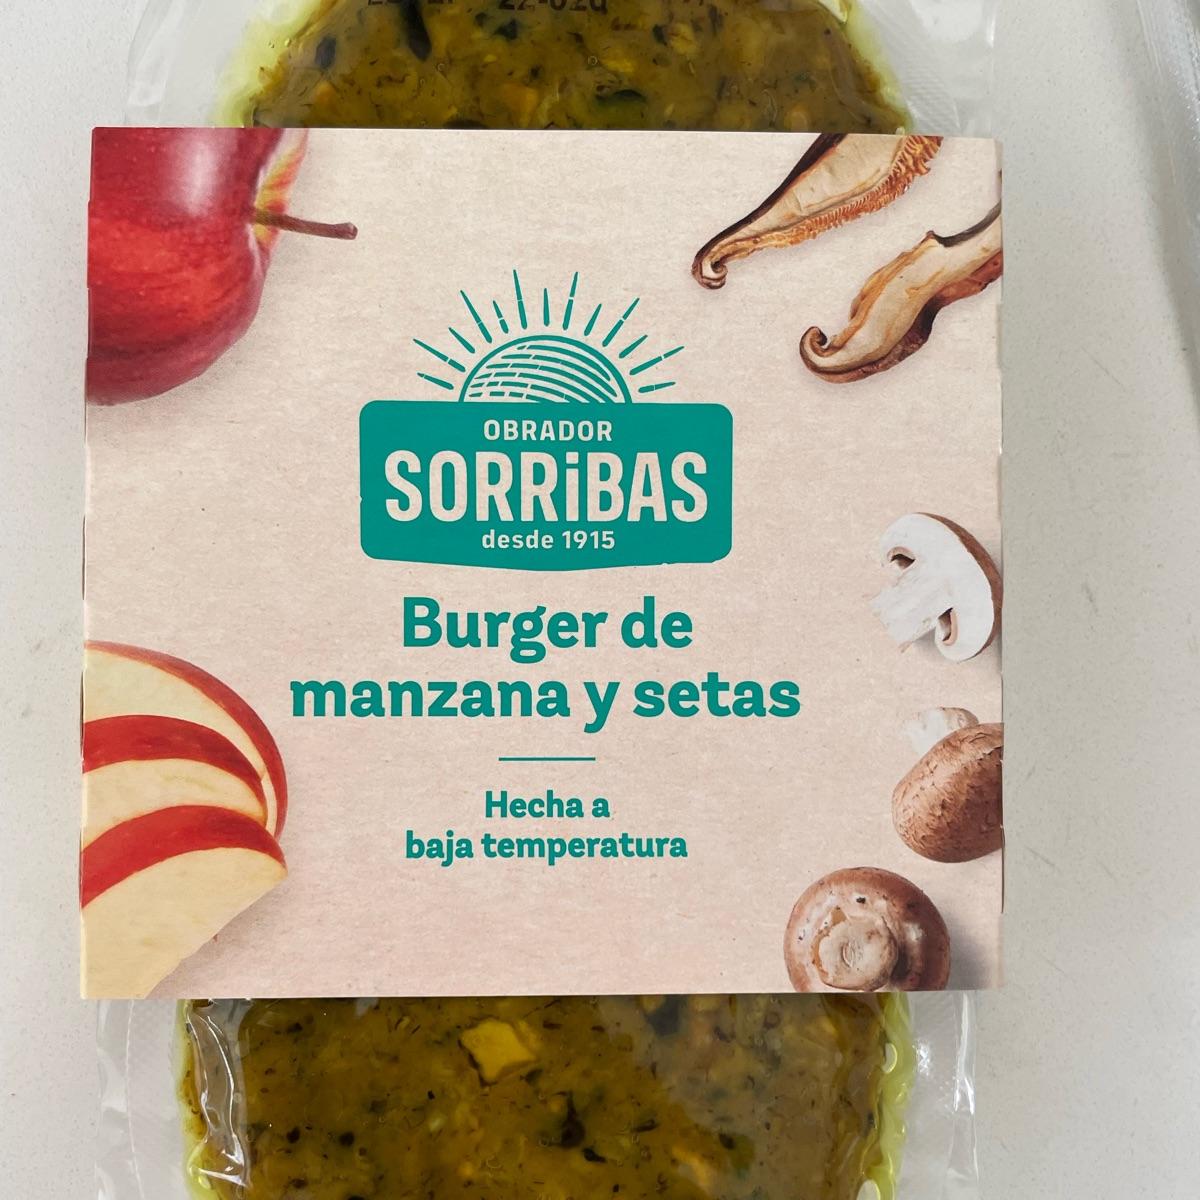 OBRADOR
SORRiBAS
desde 1915
Burger de
manzana y setas
Hecha a
baja temperatura